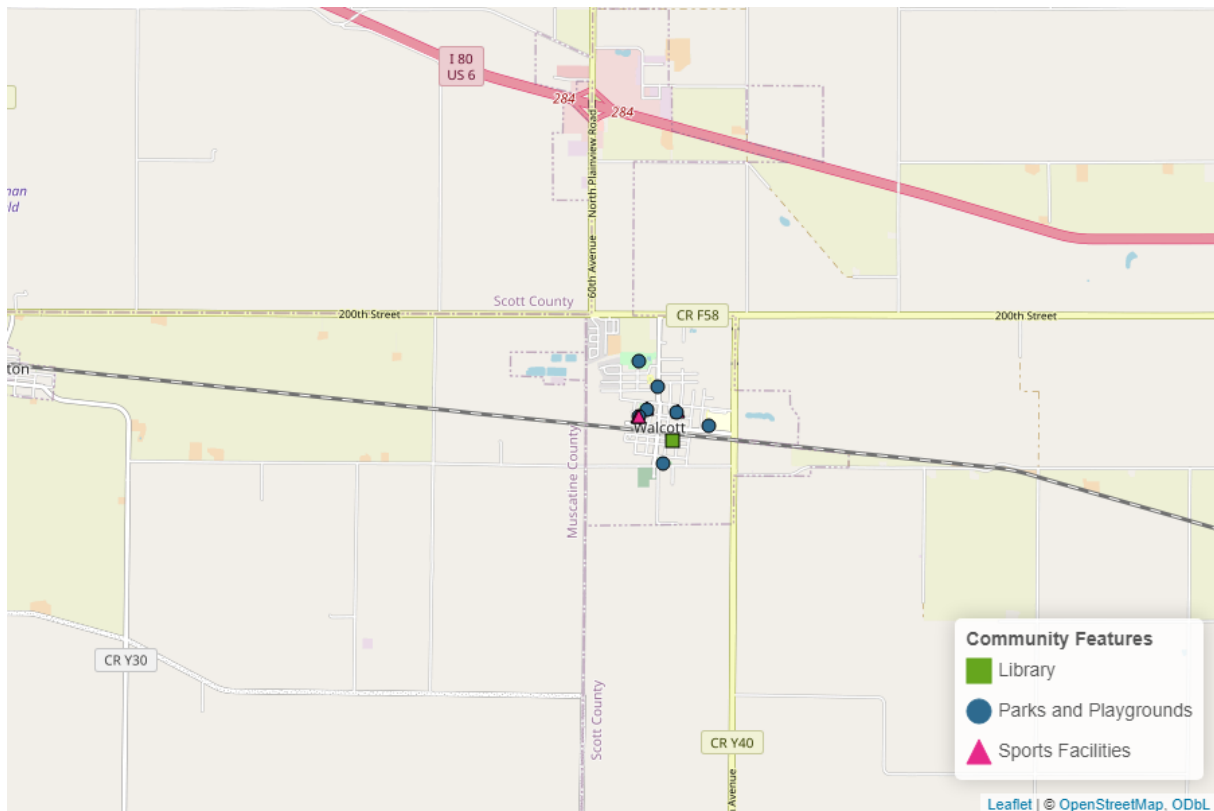 I 80
US 6
284
284
North Plainview Road
60th Avenue
Scott County
200th Street
CR F58
200th Street
Walcott
Muscatine County
Scott County
CR Y30
CR Y40
Avenue
Community Features
Library
Parks and Playgrounds
Sports Facilities
Leaflet | © OpenStreetMap, ODbL